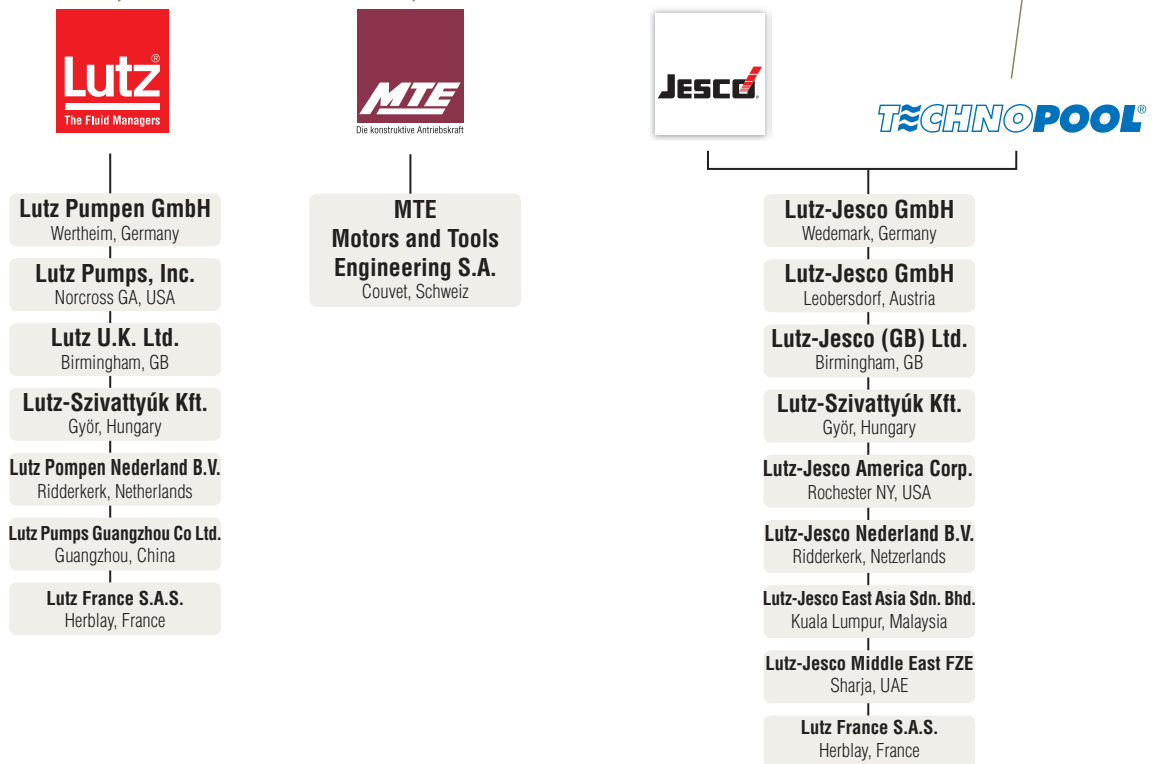 Lutz®
The Fluid Managers
Lutz Pumpen GmbH
Wertheim, Germany
Lutz Pumps, Inc.
Norcross GA, USA
Lutz U.K. Ltd.
Birmingham, GB
Lutz-Szivattyúk Kft.
Györ, Hungary
Lutz Pompen Nederland B.V.
Ridderkerk, Netherlands
Lutz Pumps Guangzhou Co Ltd.
Guangzhou, China
Lutz France S.A.S.
Herblay, France
MTE
Die konstruktive Antriebskraft
MTE
Motors and Tools
Engineering S.A.
Couvet, Schweiz
JESCO®
TECHNOPOOL®
Lutz-Jesco GmbH
Wedemark, Germany
Lutz-Jesco GmbH
Leobersdorf, Austria
Lutz-Jesco (GB) Ltd.
Birmingham, GB
Lutz-Szivattyúk Kft.
Györ, Hungary
Lutz-Jesco America Corp.
Rochester NY, USA
Lutz-Jesco Nederland B.V.
Ridderkerk, Netzerlands
Lutz-Jesco East Asia Sdn. Bhd.
Kuala Lumpur, Malaysia
Lutz-Jesco Middle East FZE
Sharja, UAE
Lutz France S.A.S.
Herblay, France